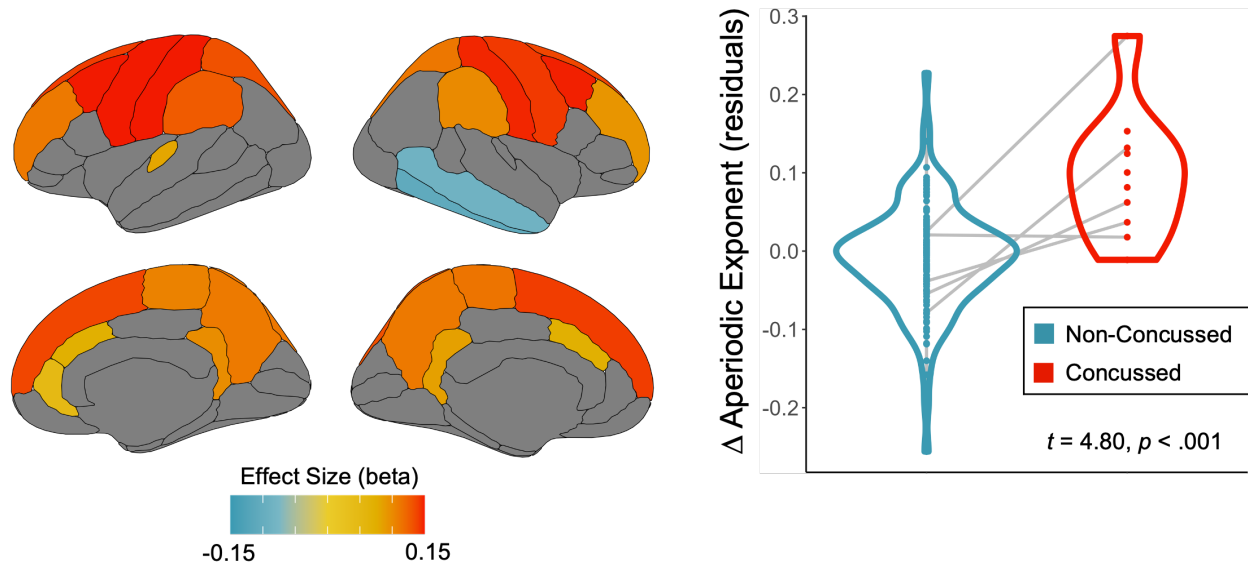 Effect Size (beta)
-0.15
0.15
Δ Aperiodic Exponent (residuals)
0.3
0.2
0.1
0.0
-0.1
-0.2
Non-Concussed
Concussed
t = 4.80, p < .001